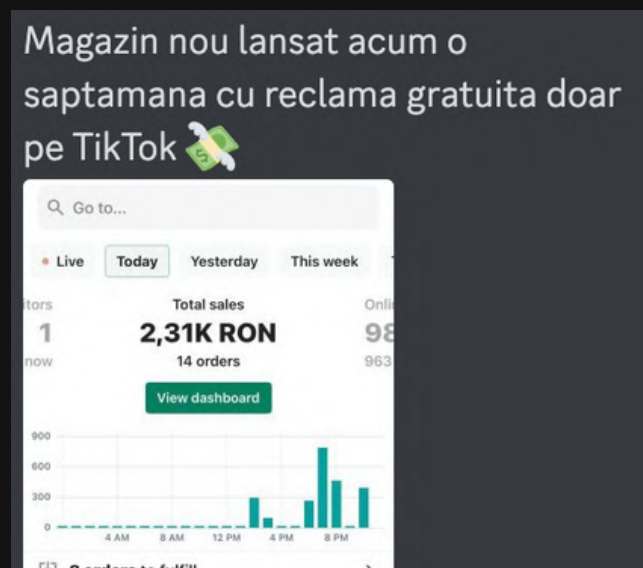 Magazin nou lansat acum o
saptamana cu reclama gratuita doar
pe TikTok
Go to...
Live Today Yesterday This week
Total sales
1 2,31K RON 98
now 14 orders 963
View dashboard
900
600
300
0
4 AM 8 AM 12 PM 4 PM 8 PM